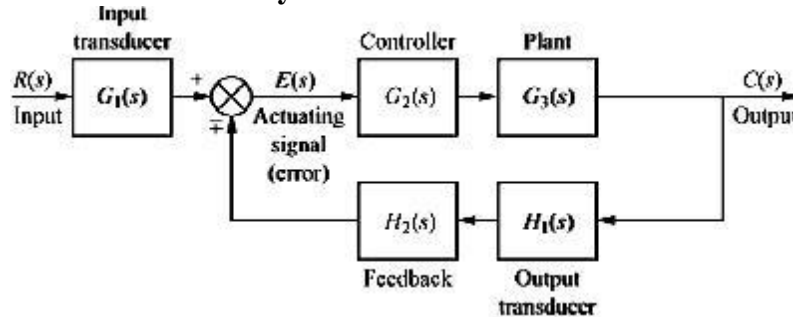 Input
transducer
Controller
Plant
R(s)
Input
G₁(s)
+
∓
E(s)
Actuating
signal
(error)
G₂(s)
G₃(s)
C(s)
Output
H₂(s)
H₁(s)
Feedback
Output
transducer